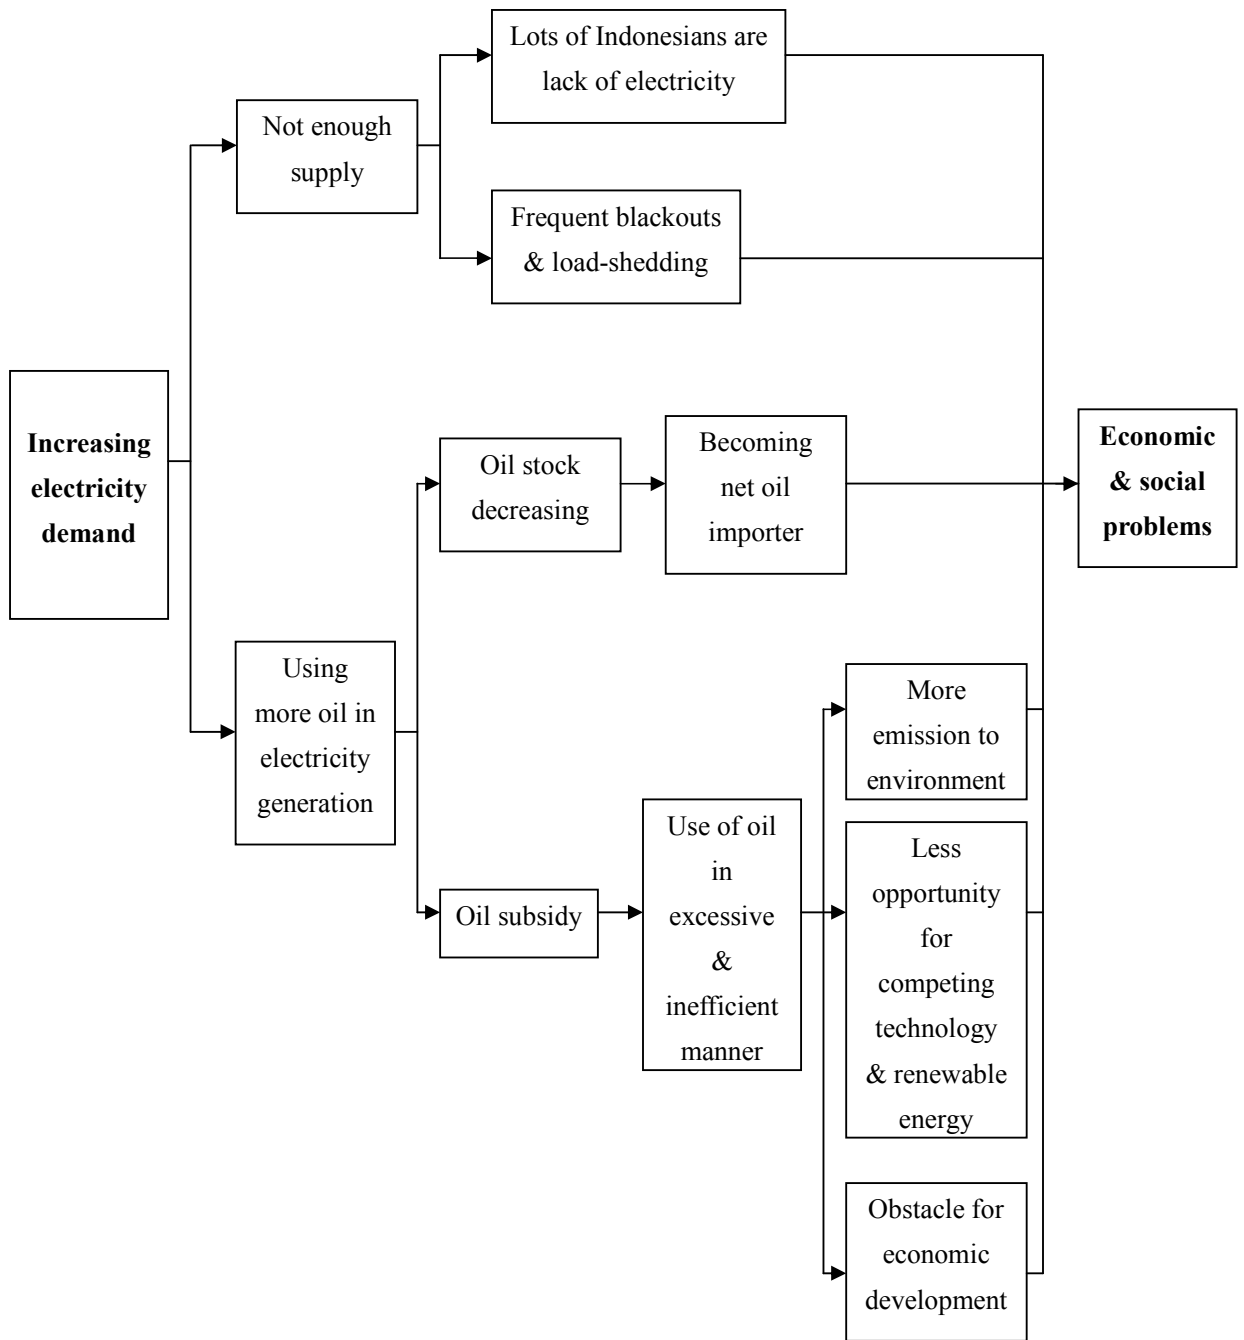 Lots of Indonesians are
lack of electricity
Not enough
supply
Frequent blackouts
& load-shedding
Increasing
electricity
demand
Oil stock
decreasing
Becoming
net oil
importer
Economic
& social
problems
Using
more oil in
electricity
generation
More
emission to
environment
Oil subsidy
Use of oil
in
excessive
&
inefficient
manner
Less
opportunity
for
competing
technology
& renewable
energy
Obstacle for
economic
development